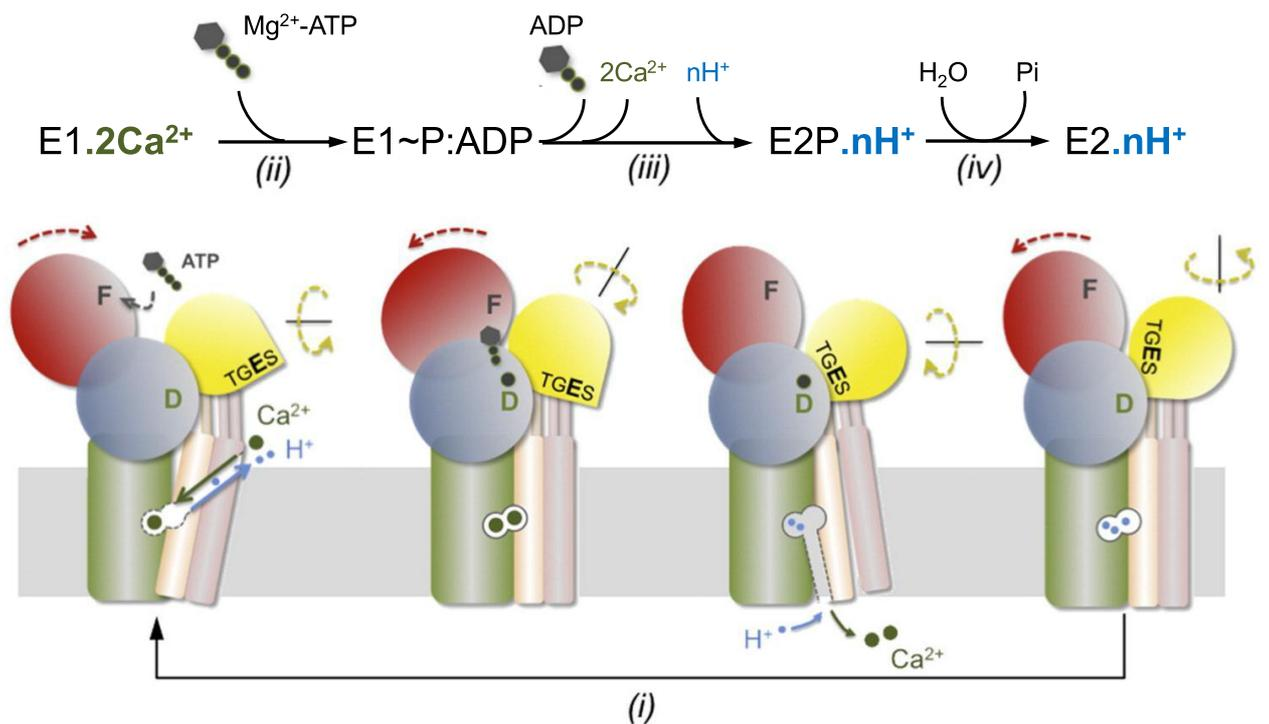 Mg²⁺-ATP
ADP
2Ca²⁺
nH⁺
H₂O
Pi
E1.2Ca²⁺
(ii)
E1~P:ADP
(iii)
E2P.nH⁺
(iv)
E2.nH⁺
F
ATP
D
TGES
Ca²⁺
H⁺
F
D
TGES
F
D
TGES
H⁺
Ca²⁺
F
D
TGES
(i)